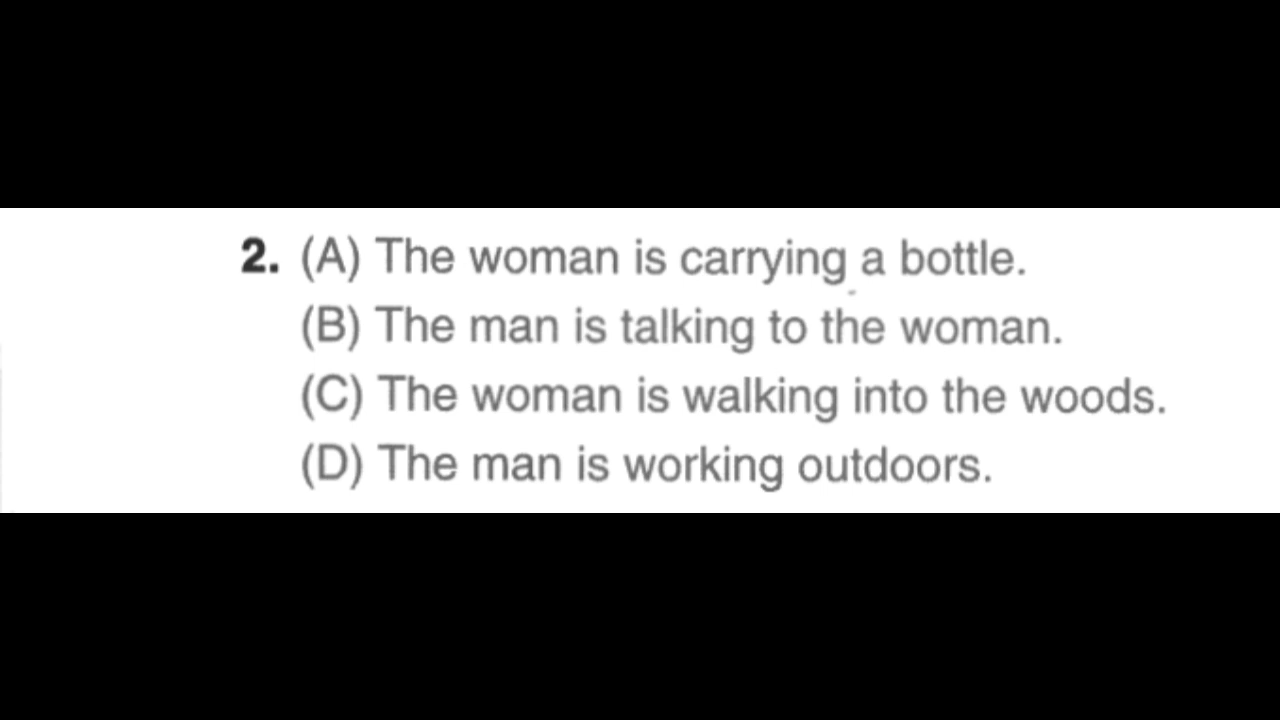 2. (A) The woman is carrying a bottle.
(B) The man is talking to the woman.
(C) The woman is walking into the woods.
(D) The man is working outdoors.